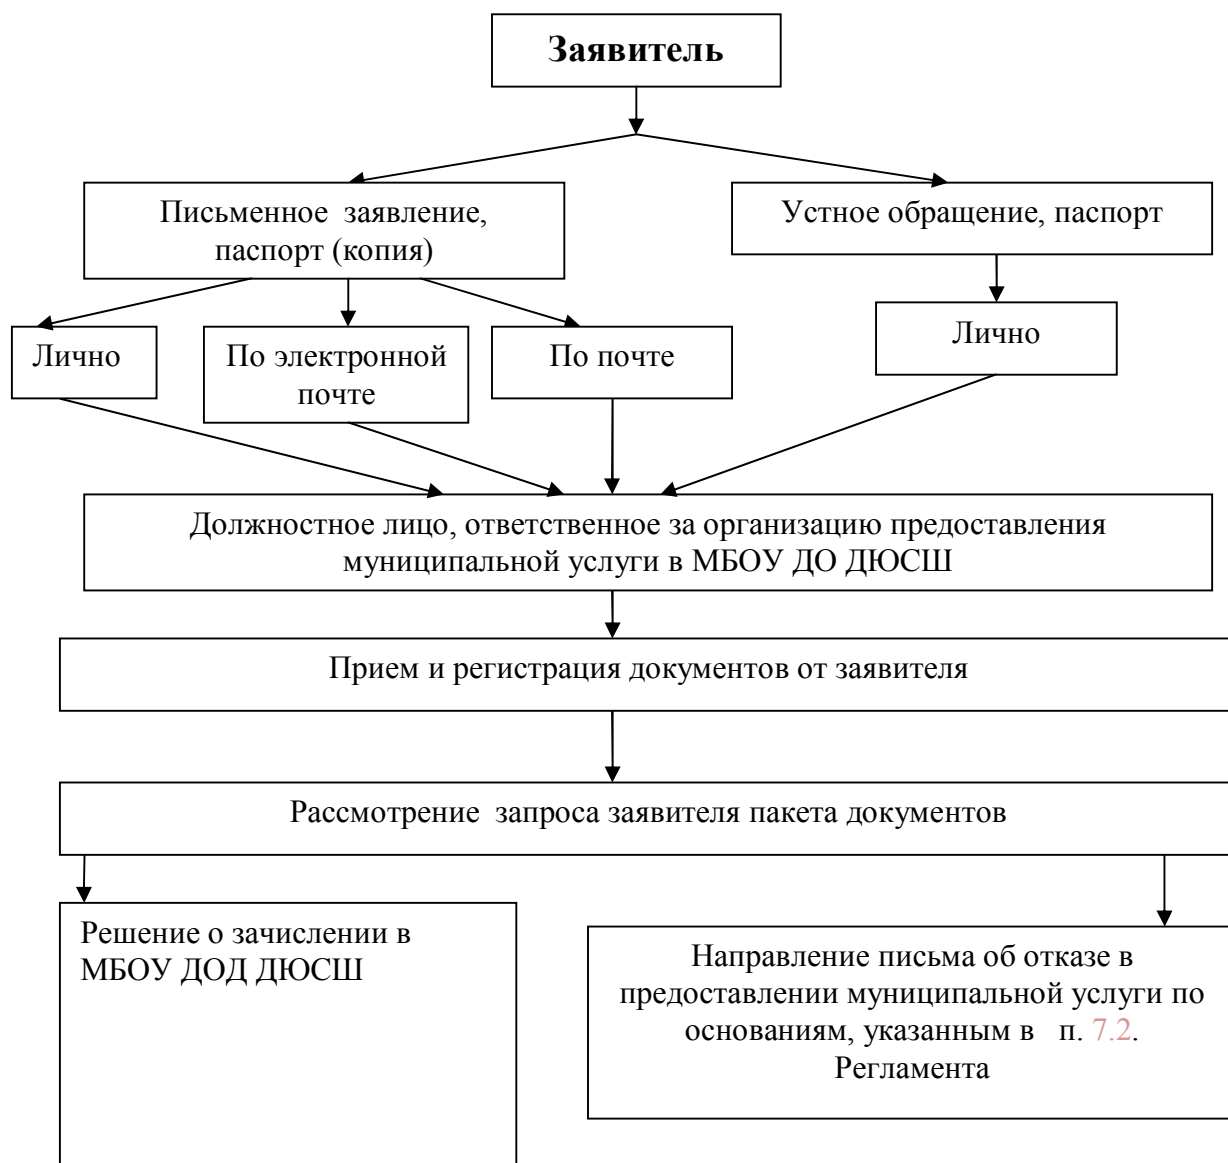 Заявитель
Письменное заявление,
паспорт (копия)
Устное обращение, паспорт
Лично
По электронной
почте
По почте
Лично
Должностное лицо, ответственное за организацию предоставления
муниципальной услуги в МБОУ ДО ДЮСШ
Прием и регистрация документов от заявителя
Рассмотрение запроса заявителя пакета документов
Решение о зачислении в
МБОУ ДОД ДЮСШ
Направление письма об отказе в
предоставлении муниципальной услуги по
основаниям, указанным в п. 7.2.
Регламента